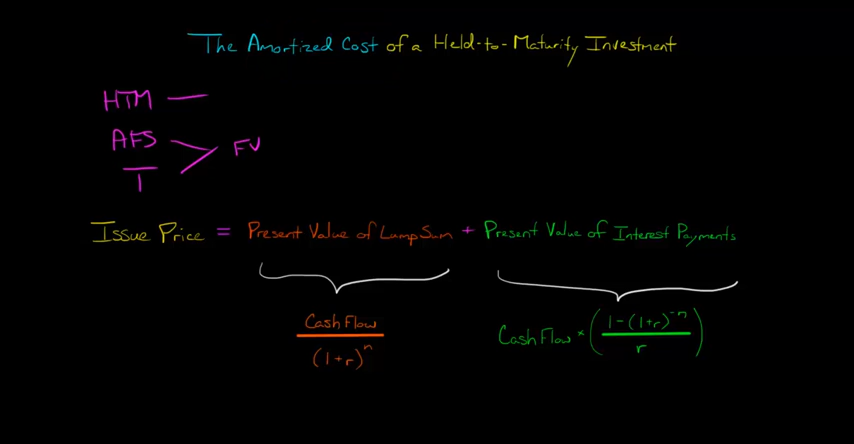 The Amortized Cost of a Held-to-Maturity Investment
HTM —
AFS
FV
T
Issue Price = Present Value of Lump Sum + Present Value of Interest Payments
Cash Flow
(1+r)^n
Cash Flow * (1-(1+r)^-n
r)